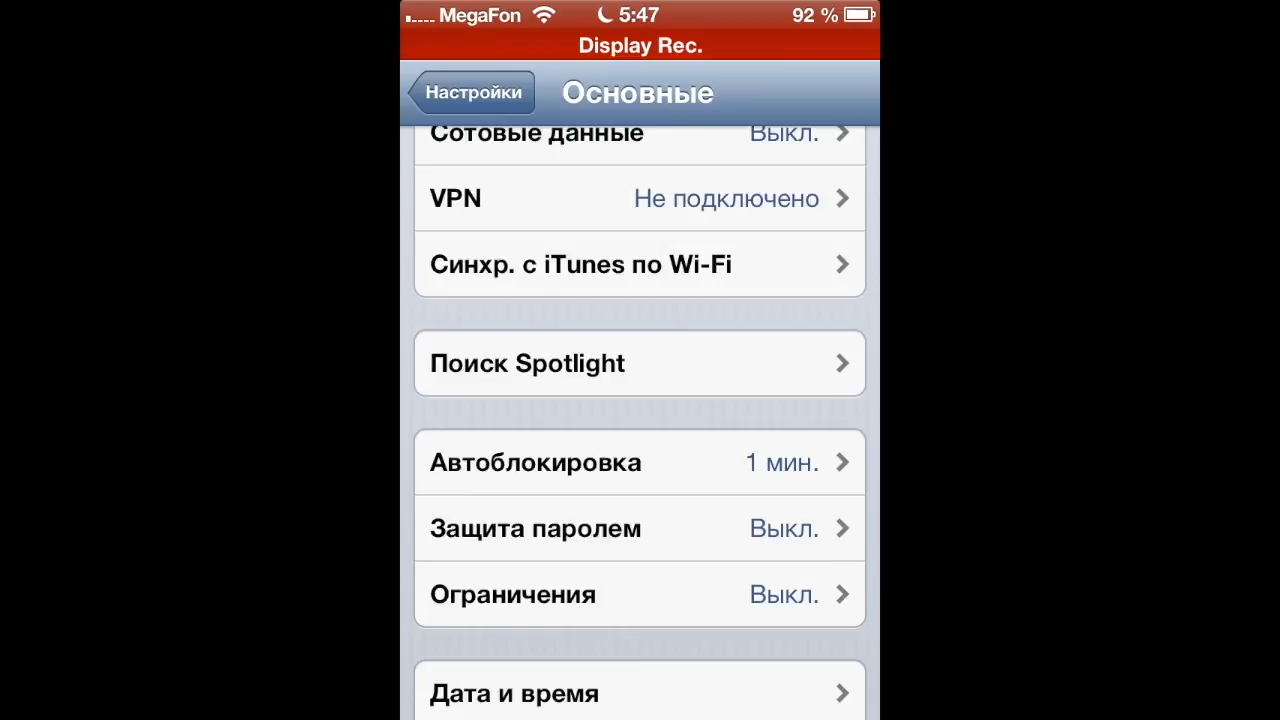 MegaFon 5:47 92 %
Display Rec.
Настройки Основные
Сотовые данные Выкл.
VPN Не подключено
Синхр. с iTunes по Wi-Fi
Поиск Spotlight
Автоблокировка 1 мин.
Защита паролем Выкл.
Ограничения Выкл.
Дата и время